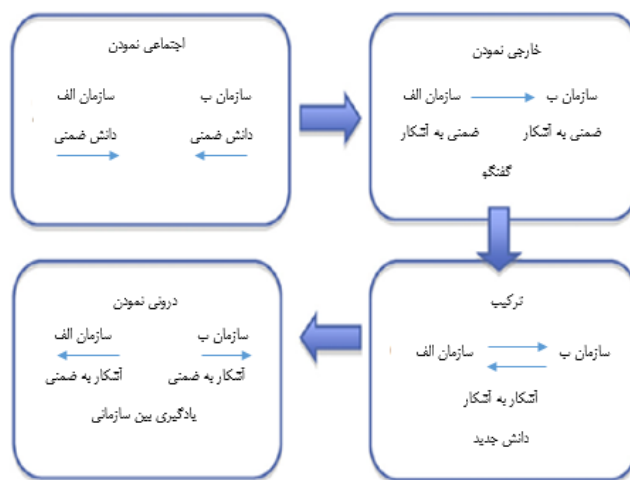 اجتماعی نمودن
سازمان ب سازمان الف
دانش ضمنی دانش ضمنی
خارجی نمودن
سازمان ب سازمان الف
ضمنی به آشکار ضمنی به آشکار
گفتگو
ترکیب
سازمان ب سازمان الف
آشکار به آشکار
دانش جدید
درونی نمودن
سازمان ب سازمان الف
آشکار به ضمنی آشکار به ضمنی
یادگیری بین سازمانی